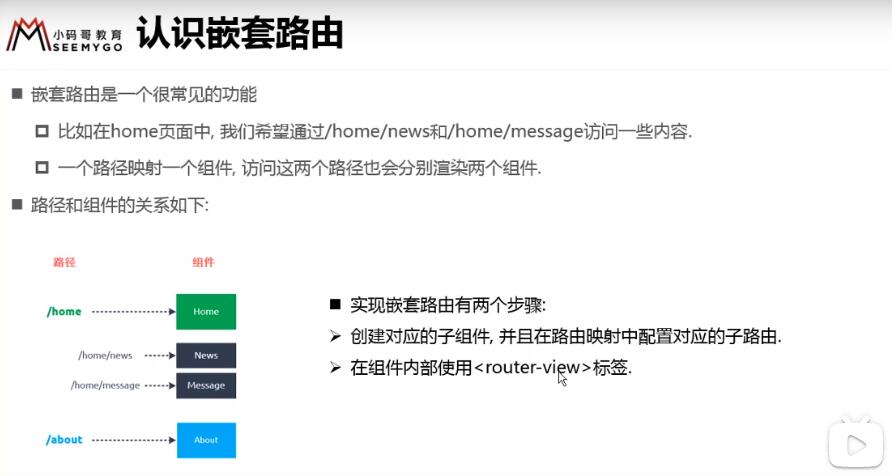 小码哥教育
SEEMYGO
认识嵌套路由
嵌套路由是一个很常见的功能
比如在home页面中, 我们希望通过/home/news和/home/message访问一些内容.
一个路径映射一个组件, 访问这两个路径也会分别渲染两个组件.
路径和组件的关系如下:
路径 组件
/home Home
/home/news News
/home/message Message
/about About
实现嵌套路由有两个步骤:
创建对应的子组件, 并且在路由映射中配置对应的子路由.
在组件内部使用<router-view>标签.